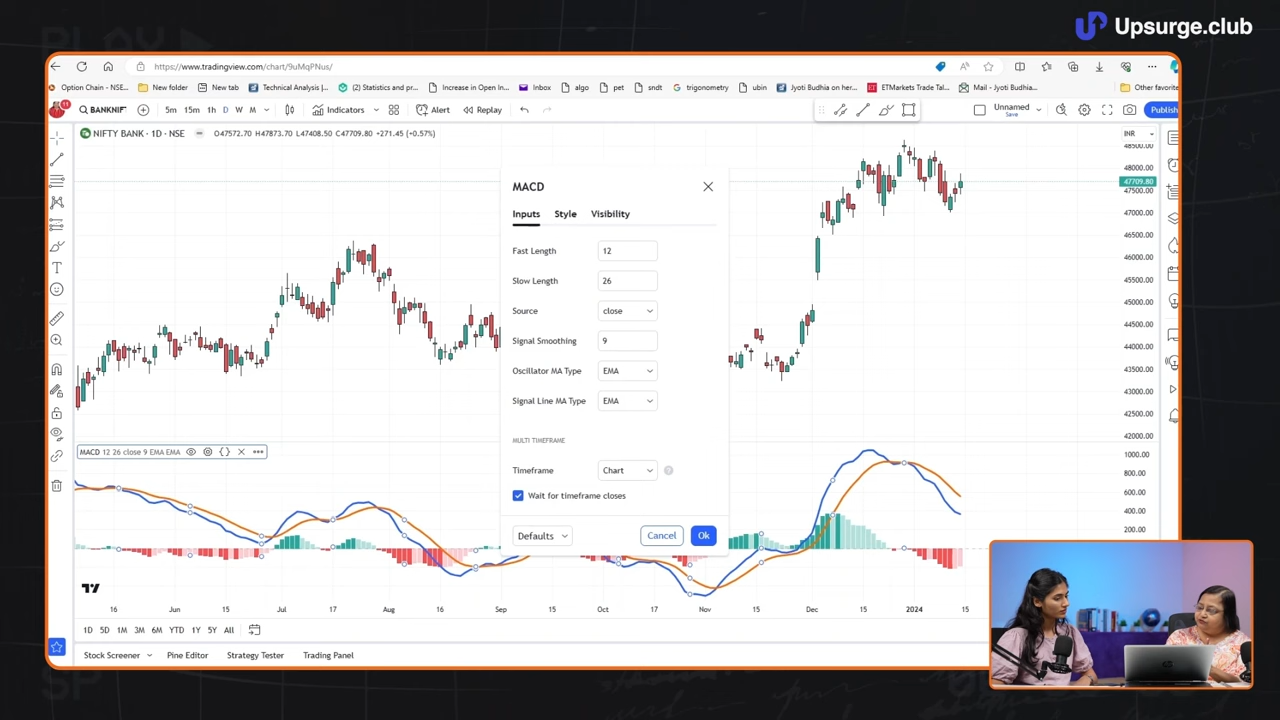 PLAY
Upsurge.club
https://www.tradingview.com/chart/9uMqPNus/
Option Chain - NSE... New folder New tab Technical Analysis |... (2) Statistics and pr... Increase in Open I... Inbox algo pet sndt trigonometry ubin Jyoti Budhia on her... ETMarkets Trade Tal... Mail - Jyoti Budhia... Other favorite
11 BANKNIF 5m 15m 1h D W M Indicators Alert Replay Unnamed Save Publish
NIFTY BANK · 1D · NSE O47572.70 H47873.70 L47408.50 C47709.80 +271.45 (+0.57%)
INR
48500.00
48000.00
47709.80
47500.00
47000.00
46500.00
46000.00
45500.00
45000.00
44500.00
44000.00
43500.00
43000.00
42500.00
42000.00
MACD
Inputs Style Visibility
Fast Length 12
Slow Length 26
Source close
Signal Smoothing 9
Oscillator MA Type EMA
Signal Line MA Type EMA
MULTI TIMEFRAME
Timeframe Chart ?
Wait for timeframe closes
Defaults Cancel Ok
MACD 12 26 close 9 EMA EMA
1000.00
800.00
600.00
400.00
200.00
16 Jun 15 Jul 17 Aug 16 Sep 15 Oct 17 Nov 15 Dec 15 2024 15
1D 5D 1M 3M 6M YTD 1Y 5Y All
Stock Screener Pine Editor Strategy Tester Trading Panel
hp
SP